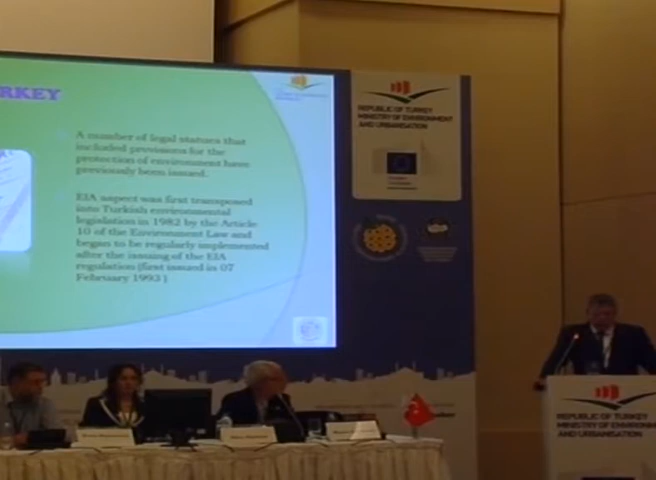 RKEY
A number of legal statues that
included provisions for the
protection of environment have
previously been issued.
EIA aspect was first transposed
into Turkish environmental
legislation in 1982 by the Article
10 of the Environment Law and
began to be regularly implemented
after the issuing of the EIA
regulation (first issued in 07
February 1993 )
REPUBLIC OF TURKEY
MINISTRY OF ENVIRONMENT
AND URBANISATION
REPUBLIC OF TURKEY
MINISTRY OF ENVIRONM
AND URBANISATION